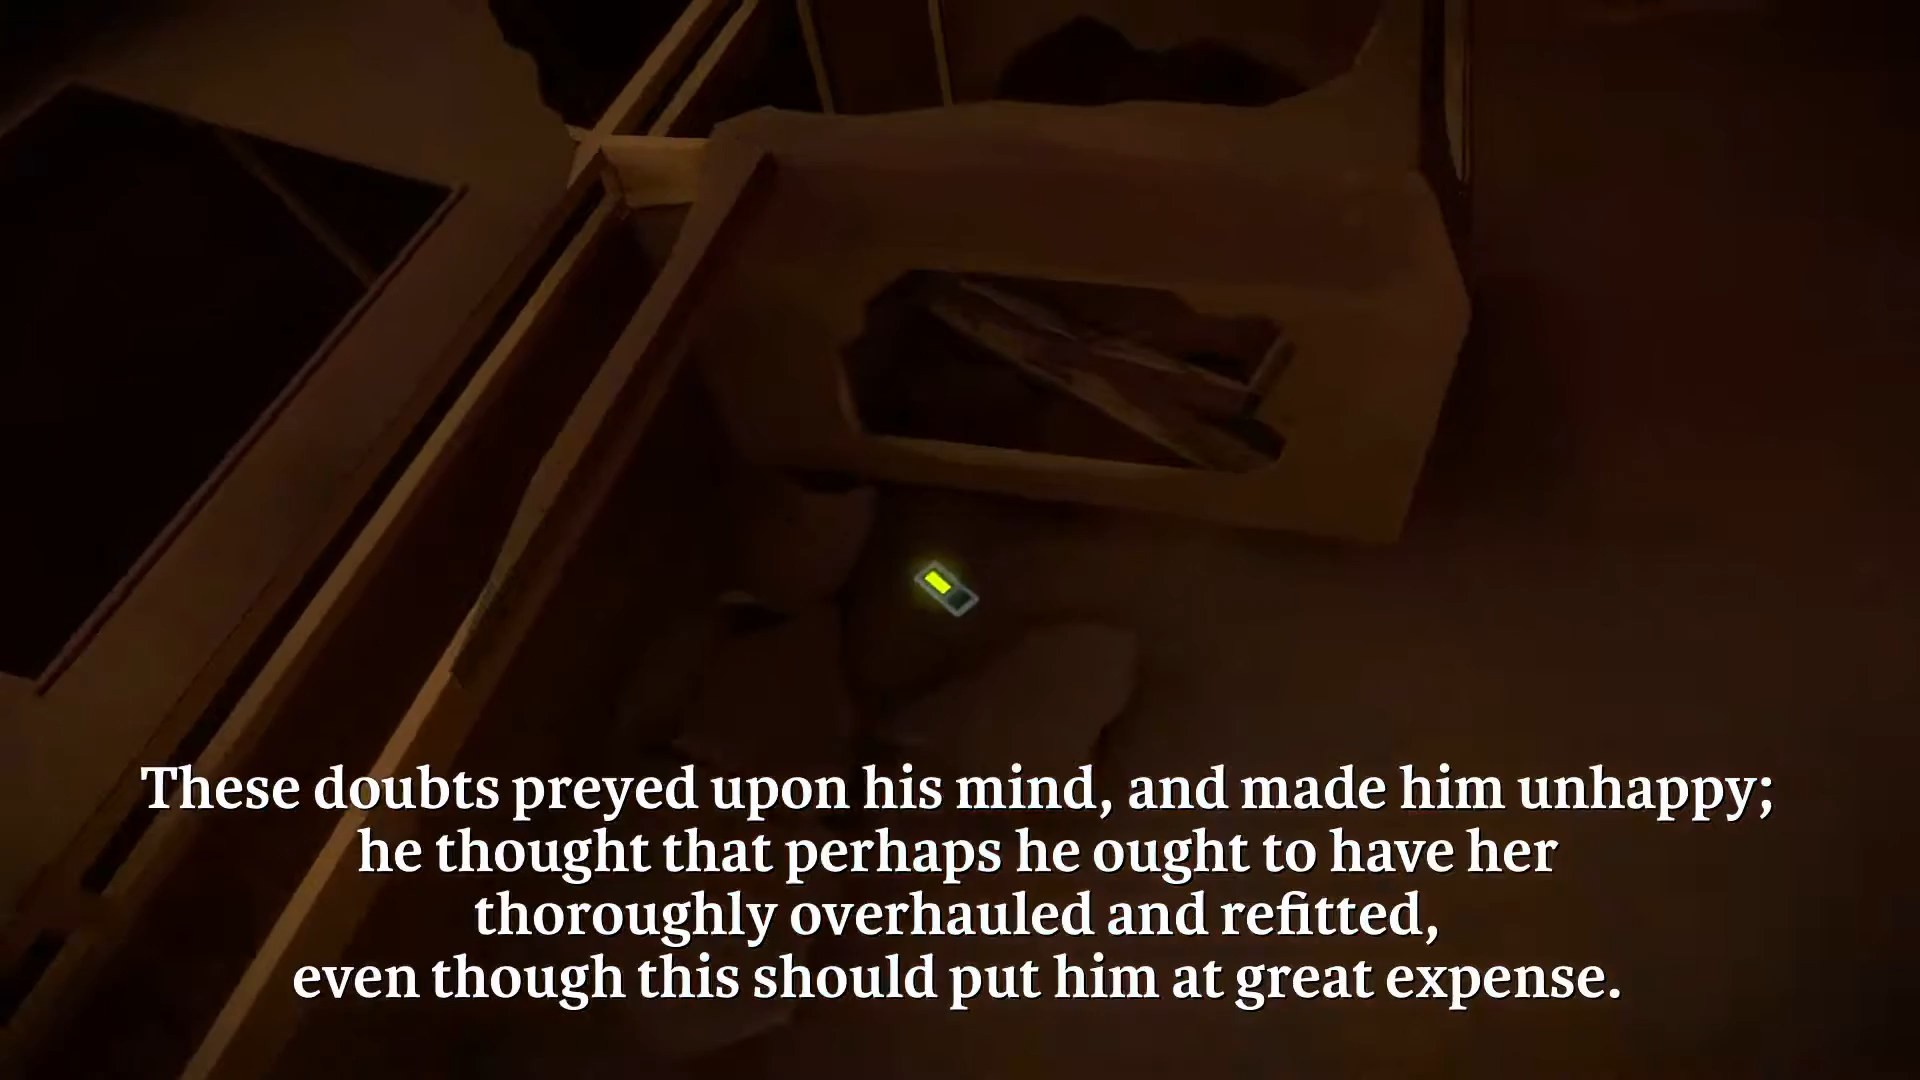 These doubts preyed upon his mind, and made him unhappy;
he thought that perhaps he ought to have her
thoroughly overhauled and refitted,
even though this should put him at great expense.